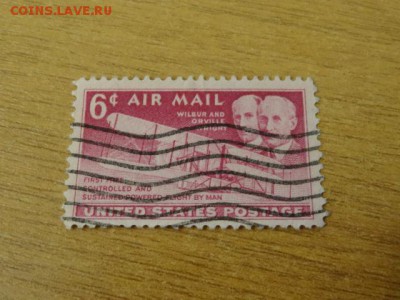 COINS.LAVE.RU
6¢ AIR MAIL
WILBUR AND
ORVILLE
WRIGHT
FIRST FREE
CONTROLLED AND
SUSTAINED POWERED FLIGHT BY MAN
UNITED STATES POSTAGE